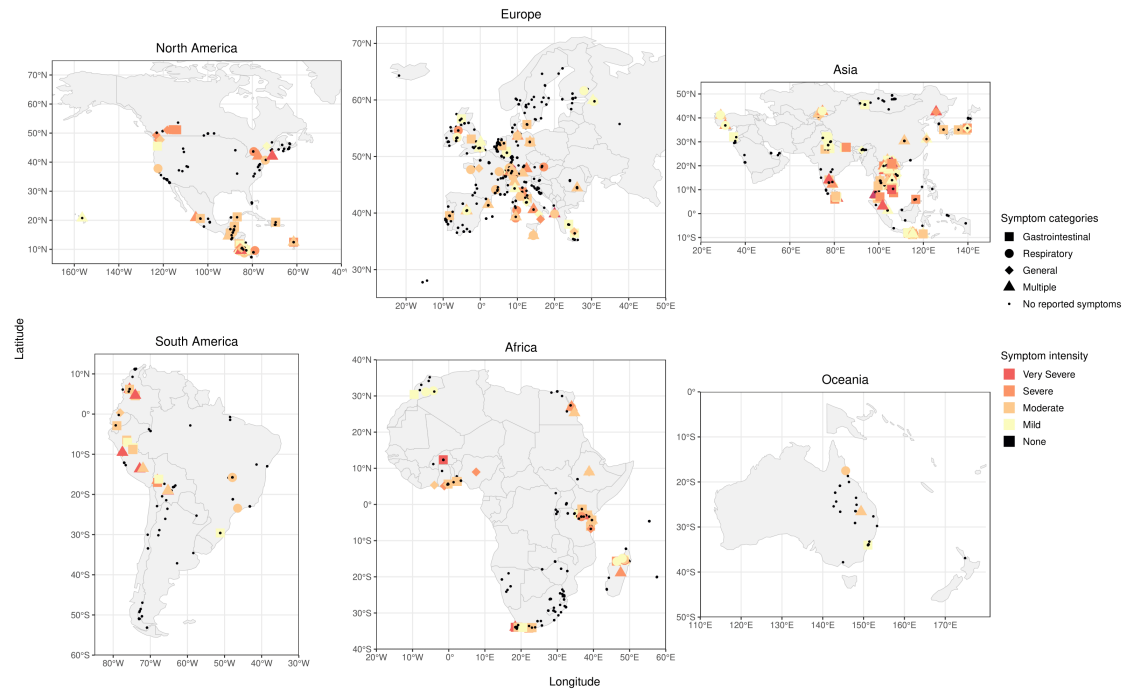 Europe
North America
Asia
70°N
60°N
50°N
40°N
30°N
20°N
10°N
160°W 140°W 120°W 100°W 80°W 60°W 40°
70°N
60°N
50°N
40°N
30°N
20°W 10°W 0° 10°E 20°E 30°E 40°E 50°E
50°N
40°N
30°N
20°N
10°N
0°
10°S
20°E 40°E 60°E 80°E 100°E 120°E 140°E
Symptom categories
Gastrointestinal
Respiratory
General
Multiple
No reported symptoms
Latitude
South America
Africa
Oceania
10°N
0°
10°S
20°S
30°S
40°S
50°S
60°S
80°W 70°W 60°W 50°W 40°W 30°W
40°N
30°N
20°N
10°N
0°
10°S
20°S
30°S
40°S
20°W 10°W 0° 10°E 20°E 30°E 40°E 50°E 60°E
0°
10°S
20°S
30°S
40°S
50°S
110°E 120°E 130°E 140°E 150°E 160°E 170°E
Symptom intensity
Very Severe
Severe
Moderate
Mild
None
Longitude